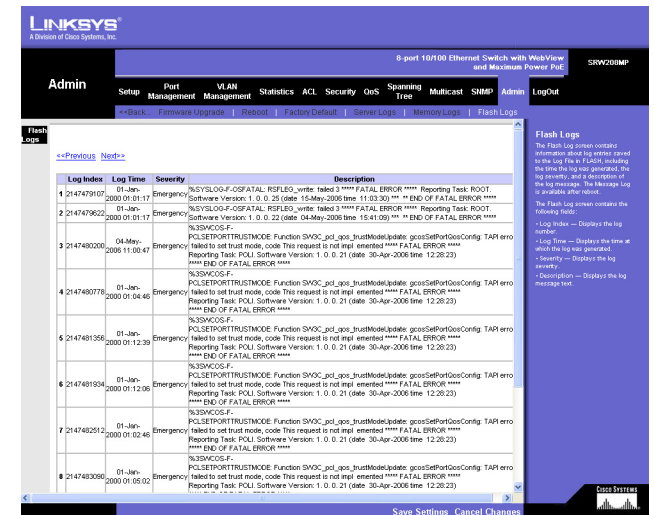 LINKSYS®
A Division of Cisco Systems, Inc.
8-port 10/100 Ethernet Switch with WebView
and Maximum Power PoE
SRW208MP
Admin
Setup Port Management VLAN Management Statistics ACL Security QoS Spanning Tree Multicast SNMP Admin LogOut
<<Back... Firmware Upgrade | Reboot | Factory Default | Server Logs | Memory Logs | Flash Logs
Flash
Logs
<<Previous Next>>
Log Index Log Time Severity Description
1 2147479107 01-Jan-2000 01:01:17 Emergency %SYSLOG-F-OSFATAL: RSFLEG_write: failed 3 ***** FATAL ERROR ***** Reporting Task: ROOT.
Software Version: 1. 0. 0. 25 (date 15-May-2006 time 11:03:30) *** ** END OF FATAL ERROR *****
2 2147479622 01-Jan-2000 01:01:17 Emergency %SYSLOG-F-OSFATAL: RSFLEG_write: failed 3 ***** FATAL ERROR ***** Reporting Task: ROOT.
Software Version: 1. 0. 0. 22 (date 04-May-2006 time 15:41:09) *** ** END OF FATAL ERROR *****
3 2147480200 04-May-2006 11:00:47 Emergency %3SWCOS-F-
PCLSETPORTTRUSTMODE: Function SW3C_pcl_qos_trustModeUpdate: gcosSetPortQosConfig: TAPI erro
failed to set trust mode, code This request is not impl emented ***** FATAL ERROR *****
Reporting Task: POLI. Software Version: 1. 0. 0. 21 (date 30-Apr-2006 time 12:28:23)
***** END OF FATAL ERROR *****
4 2147480778 01-Jan-2000 01:04:46 Emergency %3SWCOS-F-
PCLSETPORTTRUSTMODE: Function SW3C_pcl_qos_trustModeUpdate: gcosSetPortQosConfig: TAPI erro
failed to set trust mode, code This request is not impl emented ***** FATAL ERROR *****
Reporting Task: POLI. Software Version: 1. 0. 0. 21 (date 30-Apr-2006 time 12:28:23)
***** END OF FATAL ERROR *****
5 2147481356 01-Jan-2000 01:12:39 Emergency %3SWCOS-F-
PCLSETPORTTRUSTMODE: Function SW3C_pcl_qos_trustModeUpdate: gcosSetPortQosConfig: TAPI erro
failed to set trust mode, code This request is not impl emented ***** FATAL ERROR *****
Reporting Task: POLI. Software Version: 1. 0. 0. 21 (date 30-Apr-2006 time 12:28:23)
***** END OF FATAL ERROR *****
6 2147481934 01-Jan-2000 01:12:06 Emergency %3SWCOS-F-
PCLSETPORTTRUSTMODE: Function SW3C_pcl_qos_trustModeUpdate: gcosSetPortQosConfig: TAPI erro
failed to set trust mode, code This request is not impl emented ***** FATAL ERROR *****
Reporting Task: POLI. Software Version: 1. 0. 0. 21 (date 30-Apr-2006 time 12:28:23)
***** END OF FATAL ERROR *****
7 2147482512 01-Jan-2000 01:02:46 Emergency %3SWCOS-F-
PCLSETPORTTRUSTMODE: Function SW3C_pcl_qos_trustModeUpdate: gcosSetPortQosConfig: TAPI erro
failed to set trust mode, code This request is not impl emented ***** FATAL ERROR *****
Reporting Task: POLI. Software Version: 1. 0. 0. 21 (date 30-Apr-2006 time 12:28:23)
***** END OF FATAL ERROR *****
8 2147483090 01-Jan-2000 01:05:02 Emergency %3SWCOS-F-
PCLSETPORTTRUSTMODE: Function SW3C_pcl_qos_trustModeUpdate: gcosSetPortQosConfig: TAPI erro
failed to set trust mode, code This request is not impl emented ***** FATAL ERROR *****
Reporting Task: POLI. Software Version: 1. 0. 0. 21 (date 30-Apr-2006 time 12:28:23)
Flash Logs
The Flash Log screen contains
information about log entries saved
to the Log File in FLASH, including
the time the log was generated, the
log severity, and a description of
the log message. The Message Log
is available after reboot.
The Flash Log screen contains the
following fields:
• Log Index — Displays the log
number.
• Log Time — Displays the time at
which the log was generated.
• Severity — Displays the log
severity.
• Description — Displays the log
message text.
Save Settings Cancel Changes
CISCO SYSTEMS